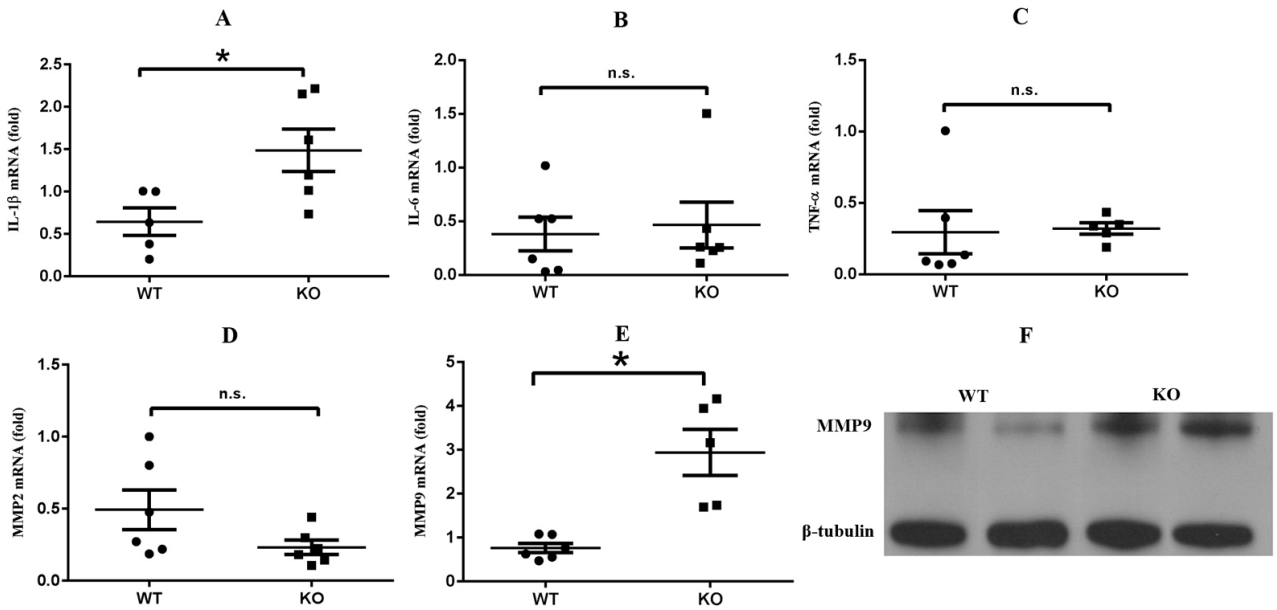 A
IL-1β mRNA (fold)
2.5
2.0
1.5
1.0
0.5
0.0
*
WT
KO
B
IL-6 mRNA (fold)
2.0
1.5
1.0
0.5
0.0
n.s.
WT
KO
C
TNF-α mRNA (fold)
1.5
1.0
0.5
0.0
n.s.
WT
KO
D
MMP2 mRNA (fold)
1.5
1.0
0.5
0.0
n.s.
WT
KO
E
MMP9 mRNA (fold)
5
4
3
2
1
0
*
WT
KO
F
WT
KO
MMP9
β-tubulin